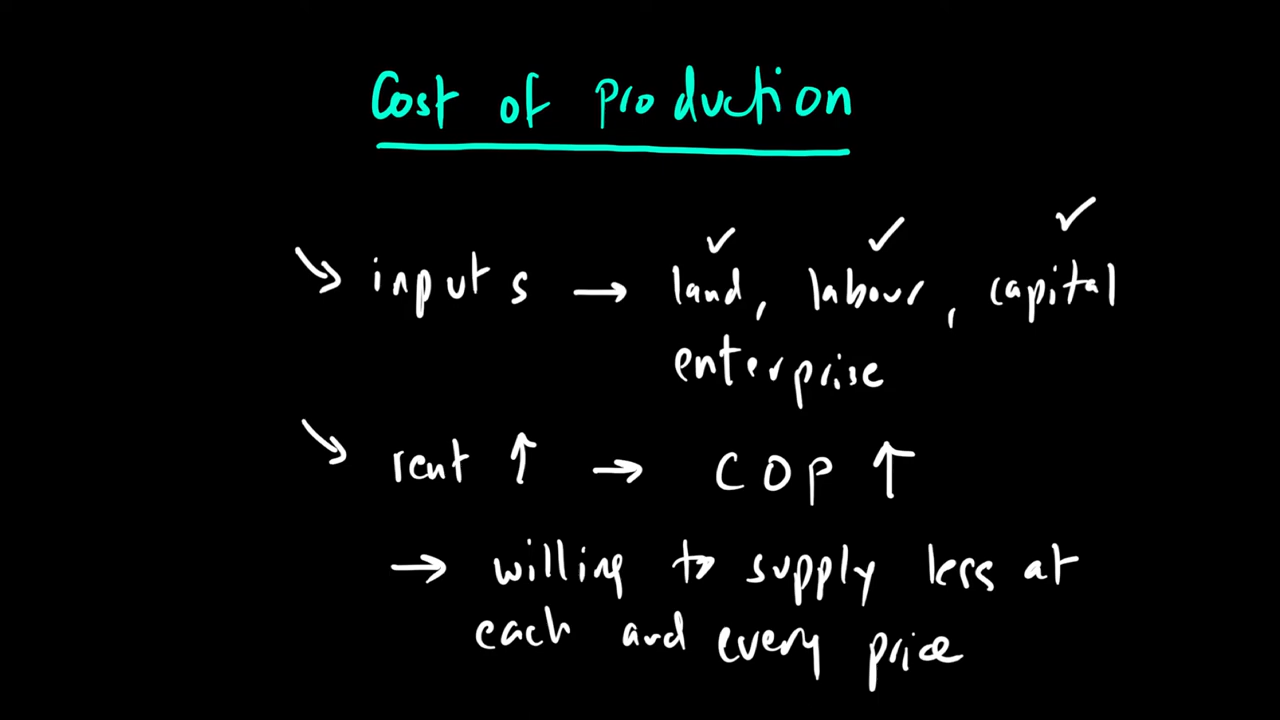 Cost of production
↘ inputs → land, labour, capital
enterprise
↘ rent ↑ → COP ↑
→ willing to supply less at
each and every price